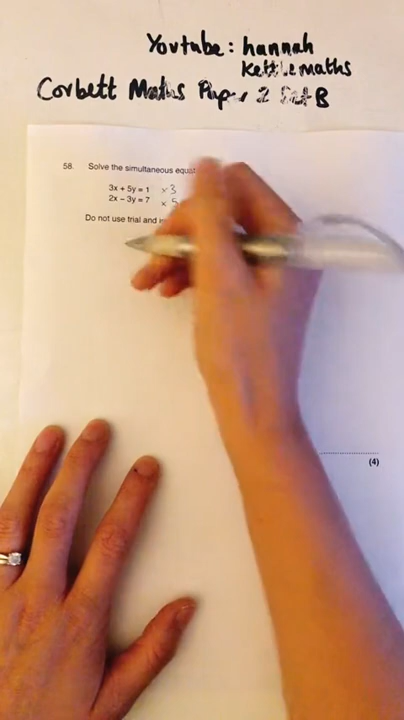 Youtube: hannah
kettlemaths
Corbett Maths Paper 2 Set B
58. Solve the simultaneous
3x + 5y = 1 ×3
2x − 3y = 7 × 5
Do not use trial and
(4)